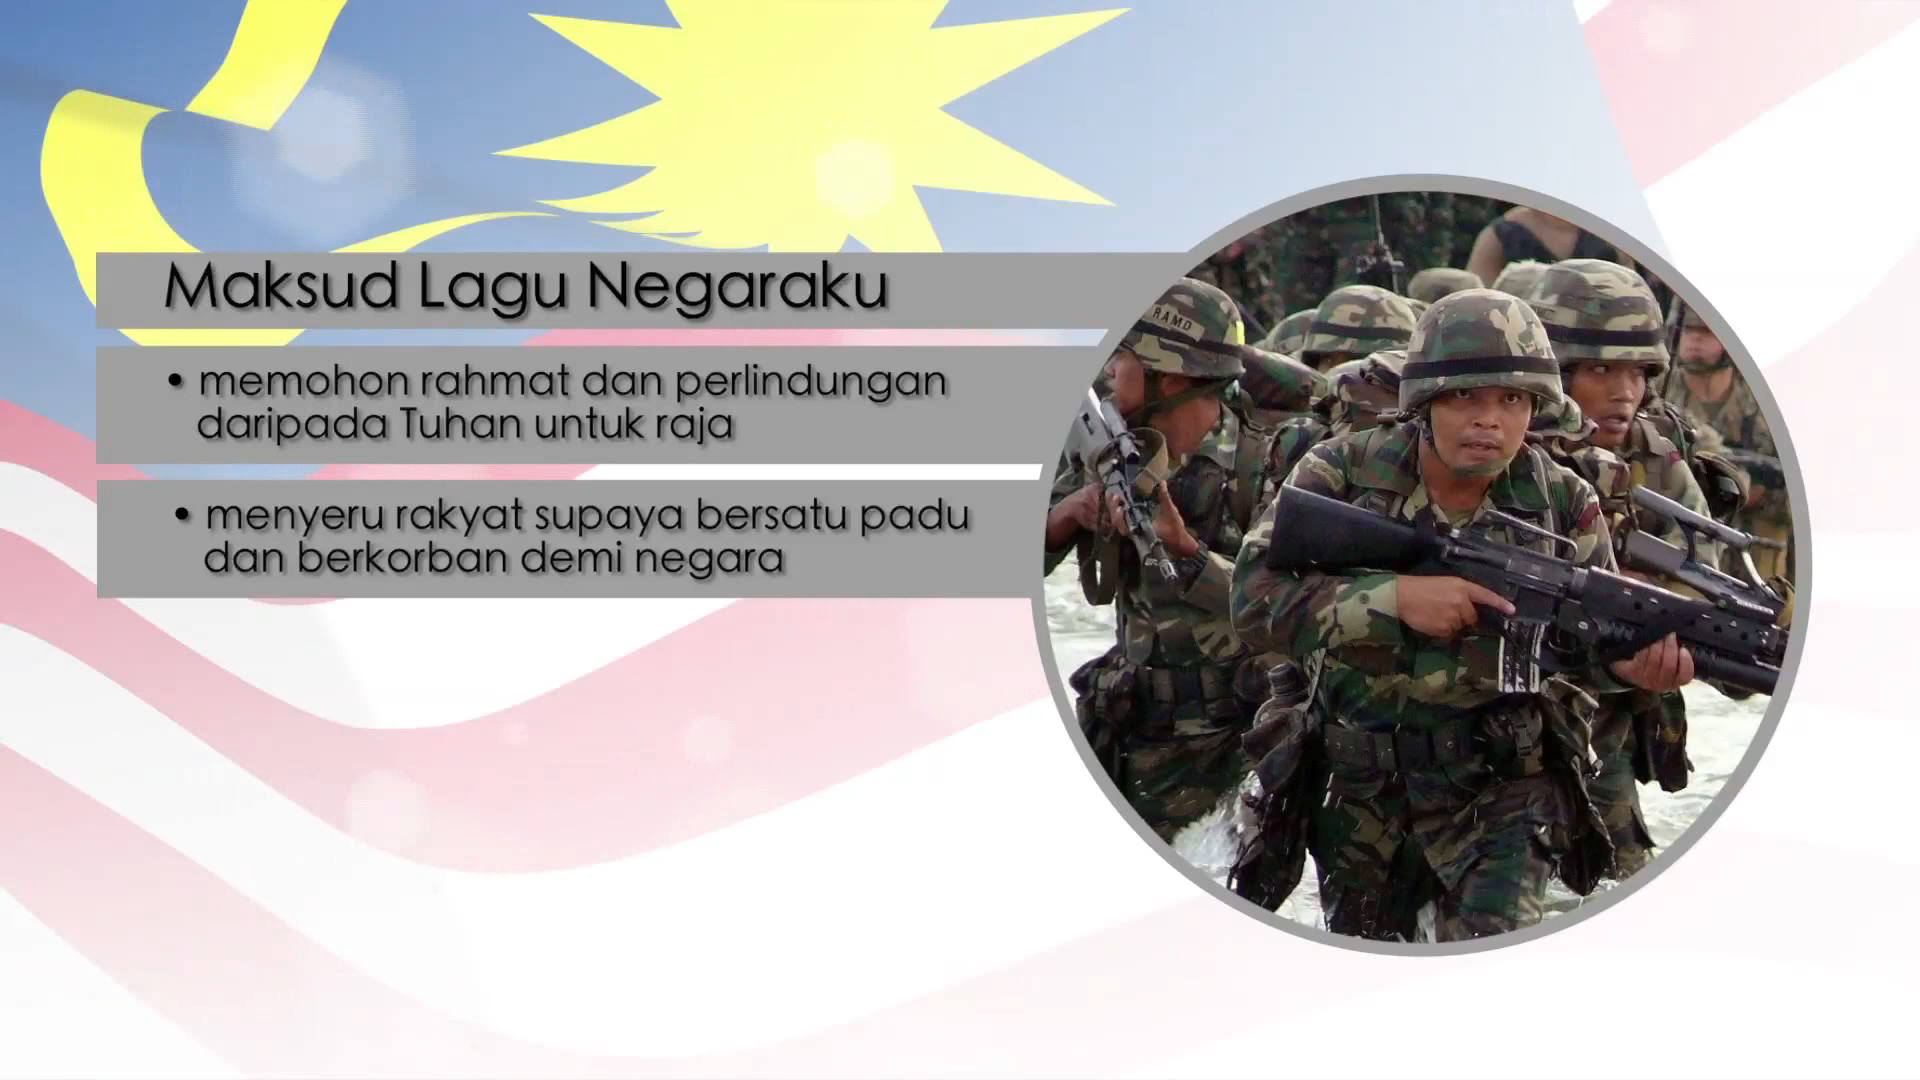 Maksud Lagu Negaraku
• memohon rahmat dan perlindungan
daripada Tuhan untuk raja
• menyeru rakyat supaya bersatu padu
dan berkorban demi negara
RAMD